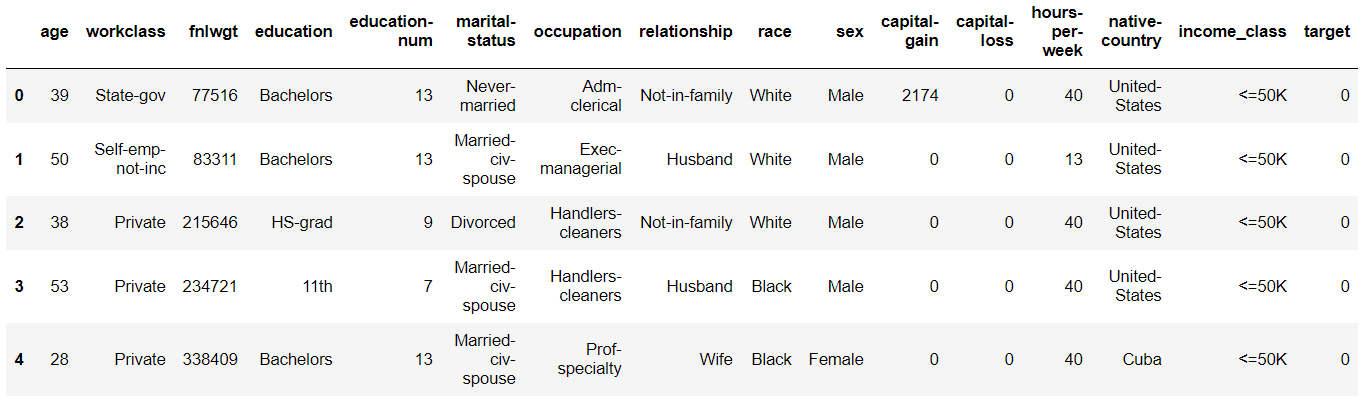 age workclass fnlwgt education education-num marital-status occupation relationship race sex capital-gain capital-loss hours-per-week native-country income_class target
0 39 State-gov 77516 Bachelors 13 Never-married Adm-clerical Not-in-family White Male 2174 0 40 United-States <=50K 0
1 50 Self-emp-not-inc 83311 Bachelors 13 Married-civ-spouse Exec-managerial Husband White Male 0 0 13 United-States <=50K 0
2 38 Private 215646 HS-grad 9 Divorced Handlers-cleaners Not-in-family White Male 0 0 40 United-States <=50K 0
3 53 Private 234721 11th 7 Married-civ-spouse Handlers-cleaners Husband Black Male 0 0 40 United-States <=50K 0
4 28 Private 338409 Bachelors 13 Married-civ-spouse Prof-specialty Wife Black Female 0 0 40 Cuba <=50K 0